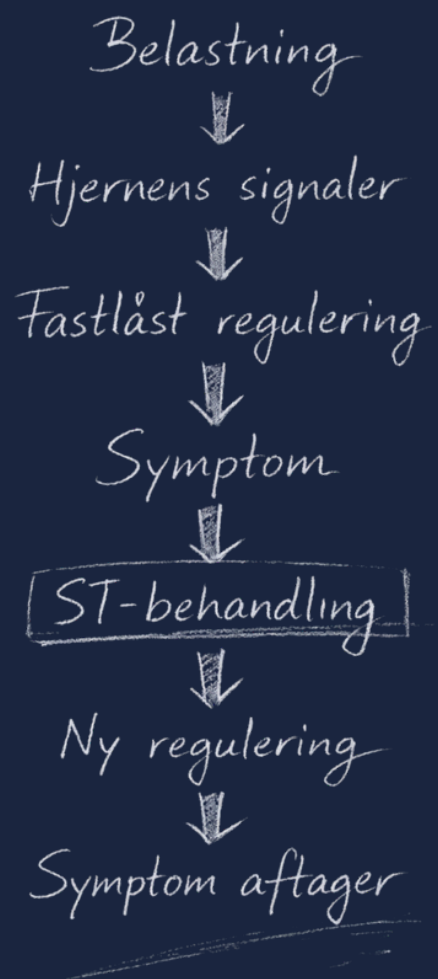 Belastning
Hjernens signaler
Fastlåst regulering
Symptom
ST-behandling
Ny regulering
Symptom aftager